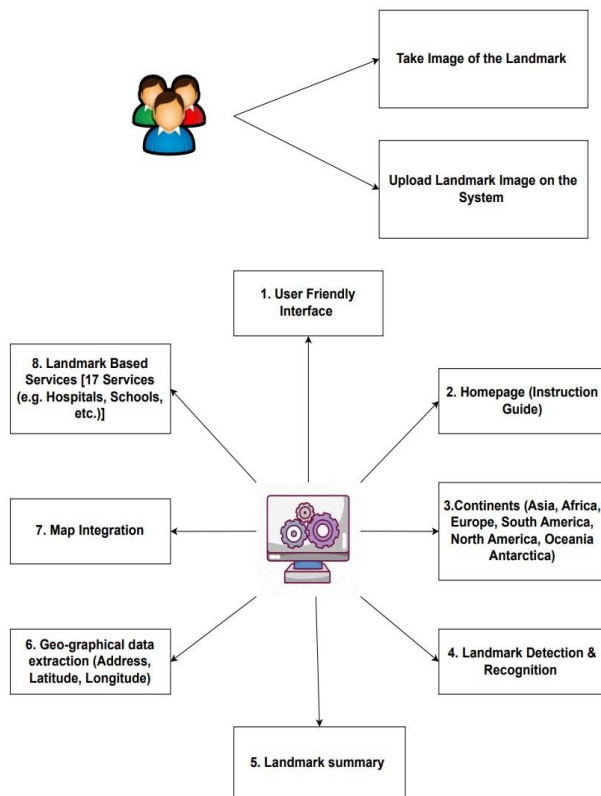 Take Image of the Landmark
Upload Landmark Image on the
System
1. User Friendly
Interface
8. Landmark Based
Services [17 Services
(e.g. Hospitals, Schools,
etc.)]
2. Homepage (Instruction
Guide)
7. Map Integration
3.Continents (Asia, Africa,
Europe, South America,
North America, Oceania
Antarctica)
6. Geo-graphical data
extraction (Address,
Latitude, Longitude)
4. Landmark Detection &
Recognition
5. Landmark summary